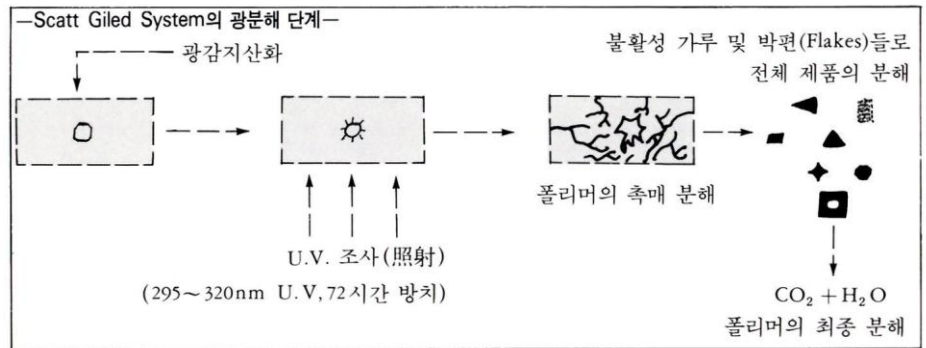 —Scatt Giled System의 광분해 단계—
광감지산화
불활성 가루 및 박편(Flakes)들로
전체 제품의 분해
폴리머의 촉매 분해
U.V. 조사(照射)
(295~320nm U.V, 72시간 방치)
CO₂ + H₂O
폴리머의 최종 분해